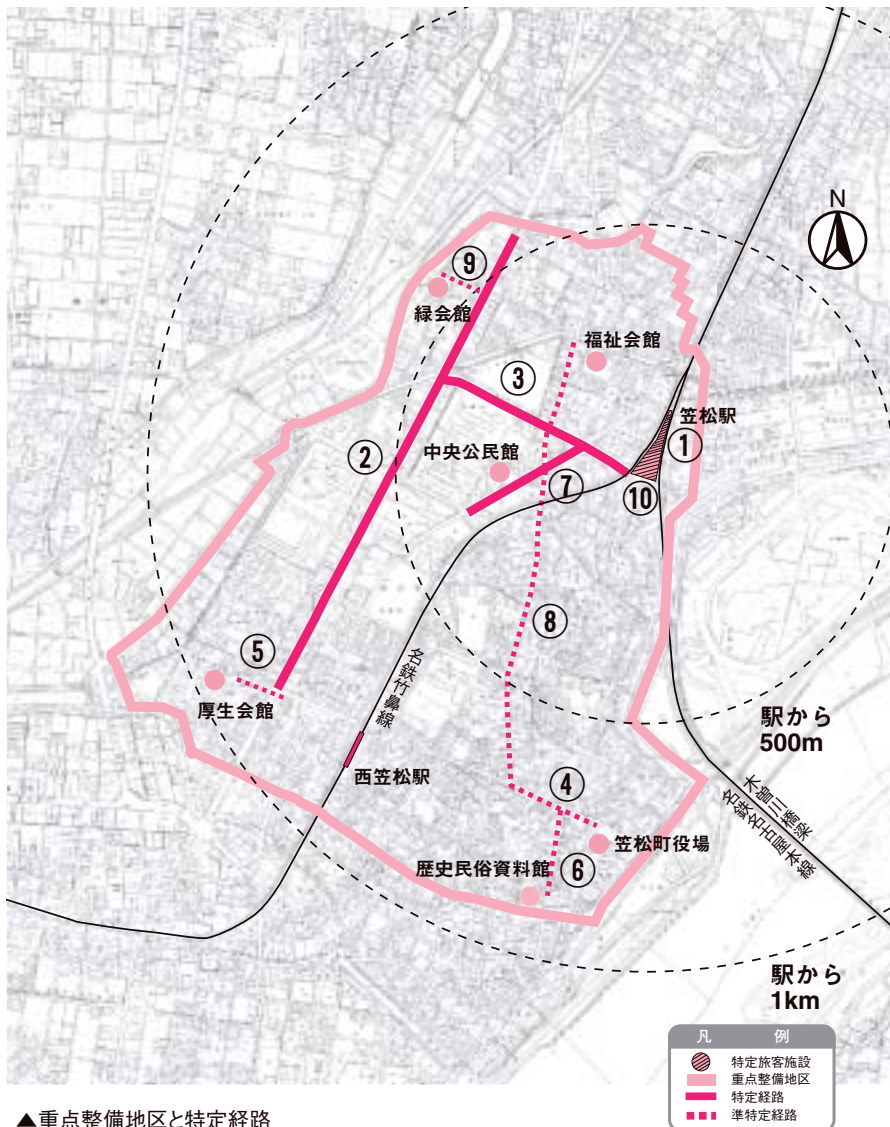 N
⑨
緑会館
福祉会館
③
笠松駅
①
②
中央公民館
⑦
⑩
⑧
⑤
厚生会館
名鉄竹鼻線
駅から
500m
西笠松駅
④
木曽川橋梁
名鉄名古屋本線
笠松町役場
歴史民俗資料館
⑥
駅から
1km
凡 例
特定旅客施設
重点整備地区
特定経路
準特定経路
▲重点整備地区と特定経路